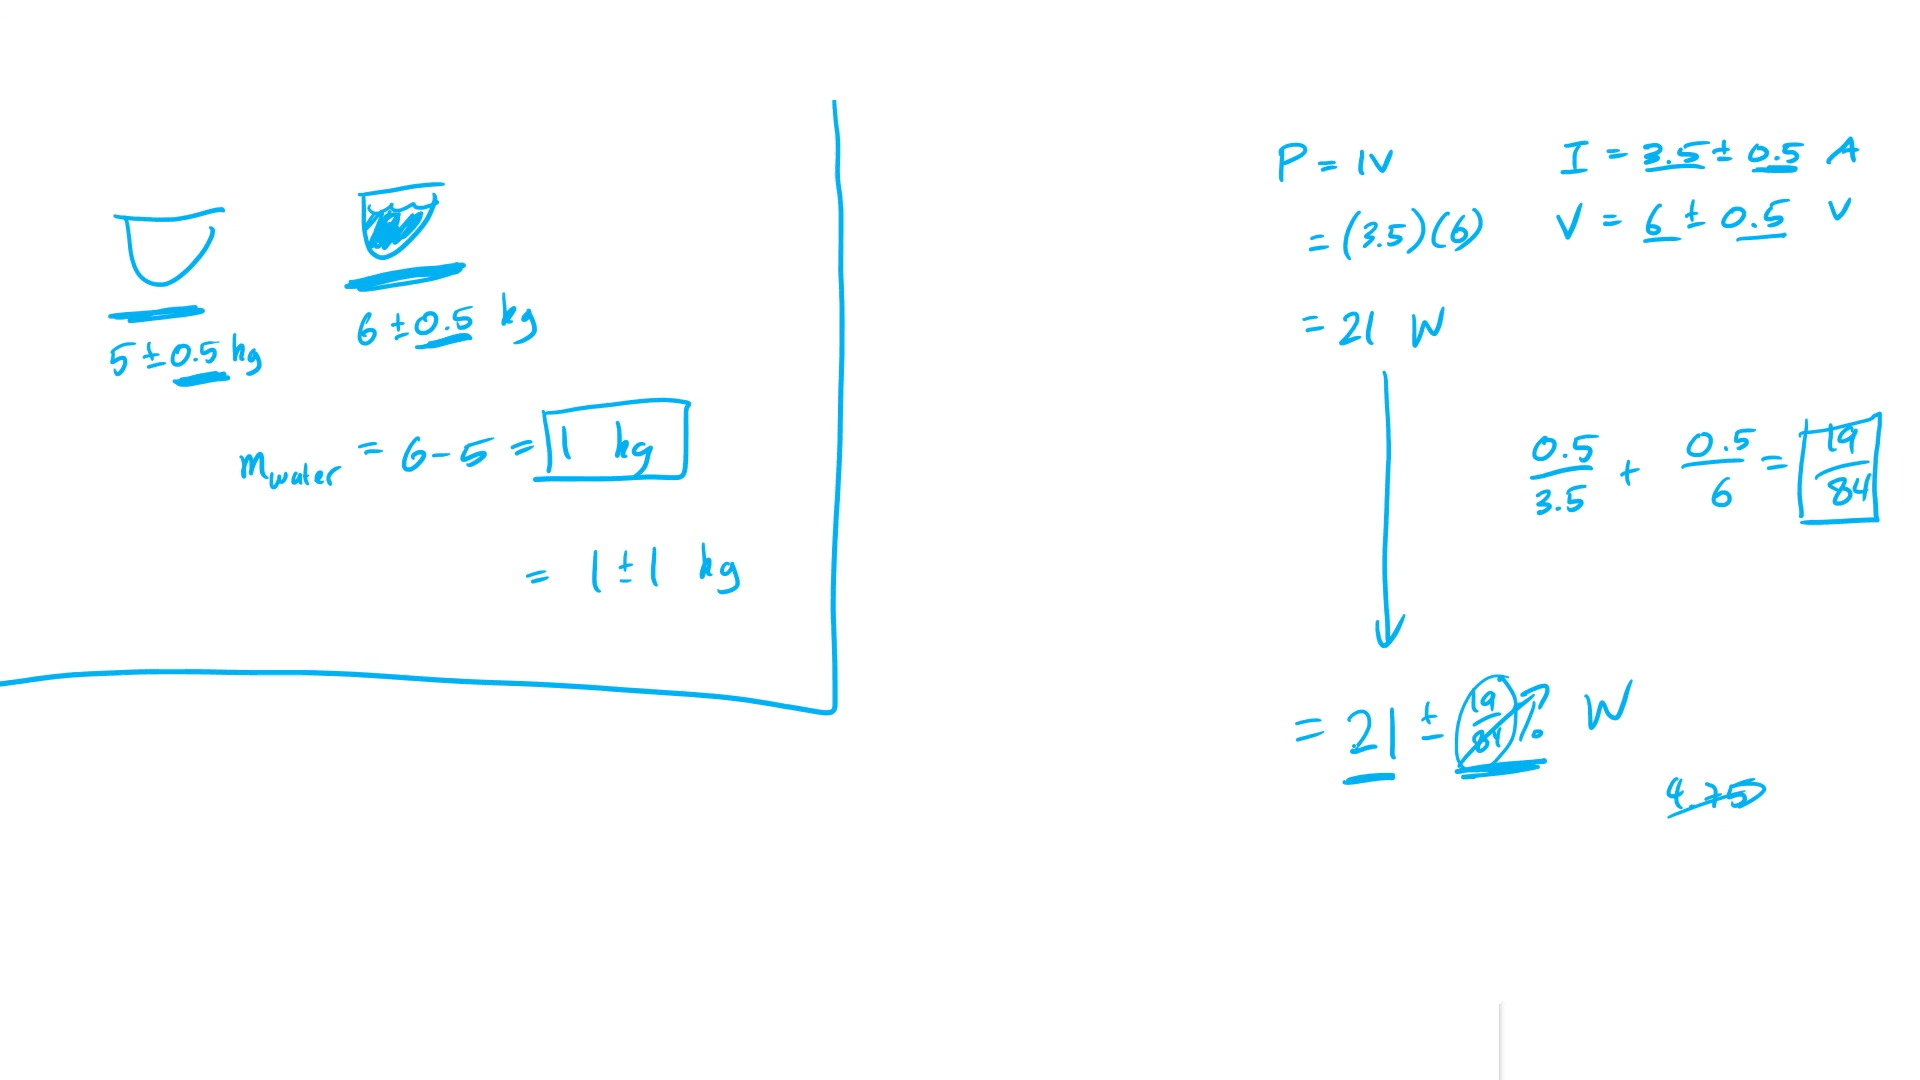 5 ± 0.5 kg
6 ± 0.5 kg
m_water = 6 - 5 = 1 kg
= 1 ± 1 kg
P = IV
= (3.5)(6)
= 21 W
I = 3.5 ± 0.5 A
V = 6 ± 0.5 V
0.5/3.5 + 0.5/6 = 19/84
= 21 ± 19/84 % W
4.75